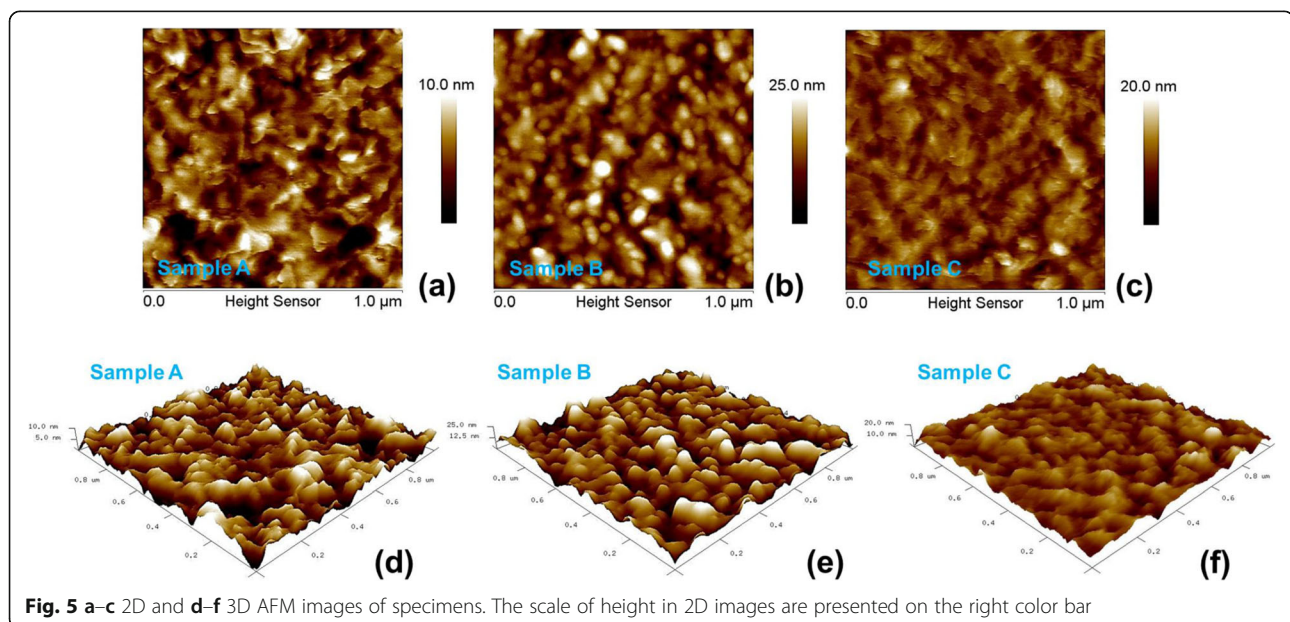 10.0 nm
25.0 nm
20.0 nm
Sample A
(a)
Sample B
(b)
Sample C
(c)
0.0 Height Sensor 1.0 µm
0.0 Height Sensor 1.0 µm
0.0 Height Sensor 1.0 µm
Sample A
Sample B
Sample C
10.0 nm
5.0 nm
0.8 um
0.6
0.4
0.2
0.2
0.4
0.6
0.8
(d)
25.0 nm
12.5 nm
0.8 um
0.6
0.4
0.2
0.2
0.4
0.6
0.8
(e)
20.0 nm
10.0 nm
0.8 um
0.6
0.4
0.2
0.2
0.4
0.6
0.8
(f)
Fig. 5 a–c 2D and d–f 3D AFM images of specimens. The scale of height in 2D images are presented on the right color bar